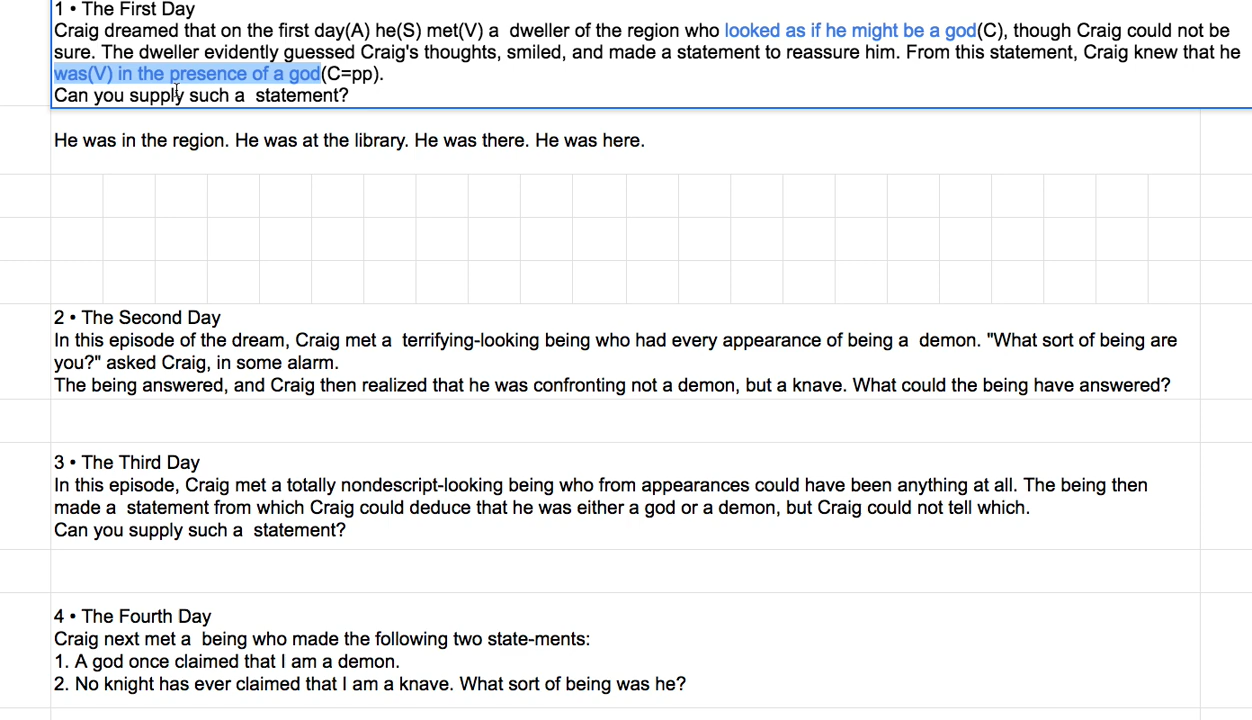 1 • The First Day
Craig dreamed that on the first day(A) he(S) met(V) a  dweller of the region who looked as if he might be a god(C), though Craig could not be
sure. The dweller evidently guessed Craig's thoughts, smiled, and made a statement to reassure him. From this statement, Craig knew that he
was(V) in the presence of a god(C=pp).
Can you supply such a  statement?
He was in the region. He was at the library. He was there. He was here.
2 • The Second Day
In this episode of the dream, Craig met a  terrifying-looking being who had every appearance of being a  demon. "What sort of being are
you?" asked Craig, in some alarm.
The being answered, and Craig then realized that he was confronting not a demon, but a knave. What could the being have answered?
3 • The Third Day
In this episode, Craig met a totally nondescript-looking being who from appearances could have been anything at all. The being then
made a  statement from which Craig could deduce that he was either a god or a demon, but Craig could not tell which.
Can you supply such a  statement?
4 • The Fourth Day
Craig next met a  being who made the following two state-ments:
1. A god once claimed that I am a demon.
2. No knight has ever claimed that I am a knave. What sort of being was he?